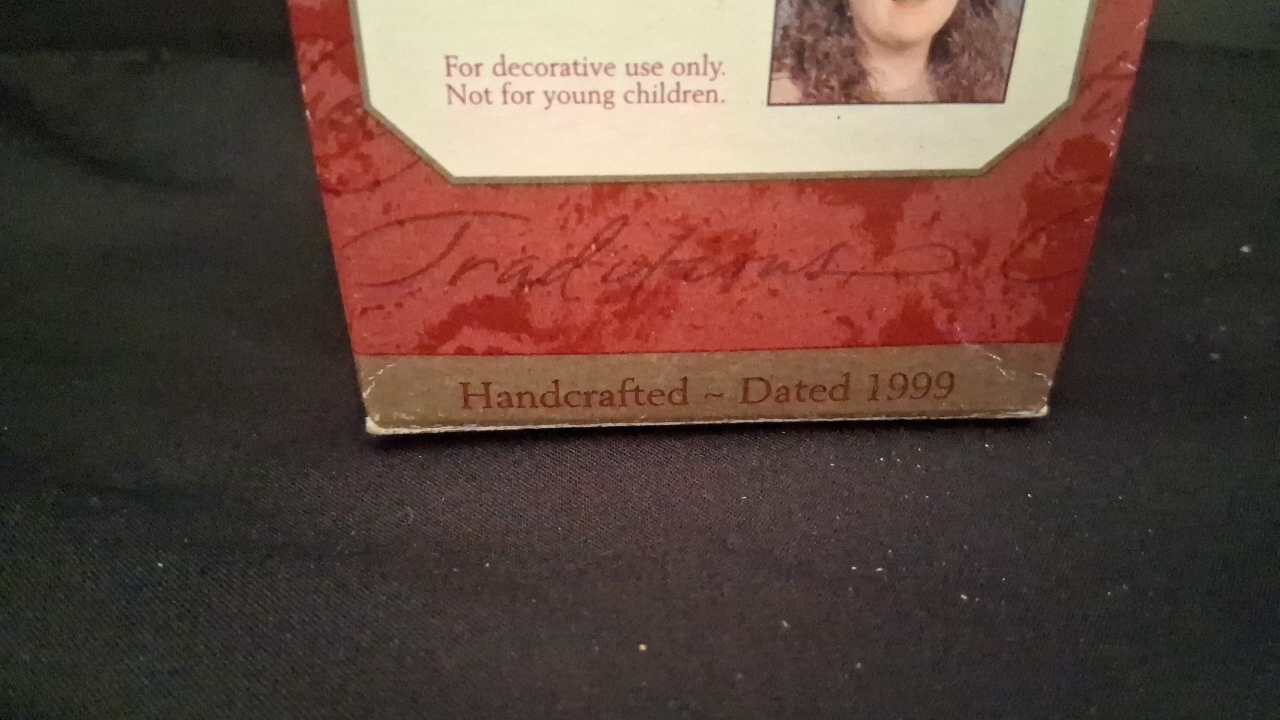 For decorative use only.
Not for young children.
Traditions
Handcrafted ~ Dated 1999